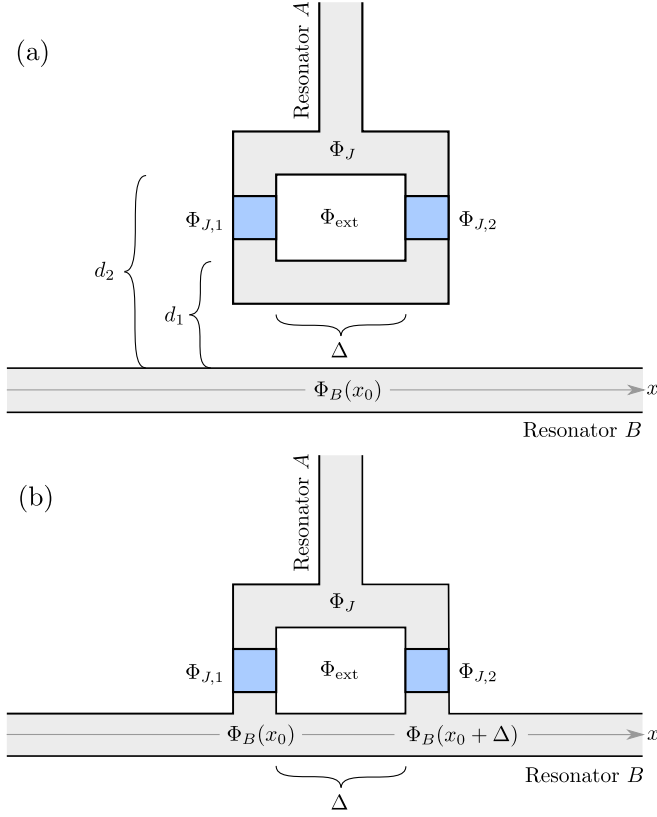 (a)
Resonator A
Φ_J
Φ_{J,1}
Φ_ext
Φ_{J,2}
d_2
d_1
Δ
Φ_B(x_0)
x
Resonator B
(b)
Resonator A
Φ_J
Φ_{J,1}
Φ_ext
Φ_{J,2}
Φ_B(x_0)
Φ_B(x_0 + Δ)
x
Resonator B
Δ